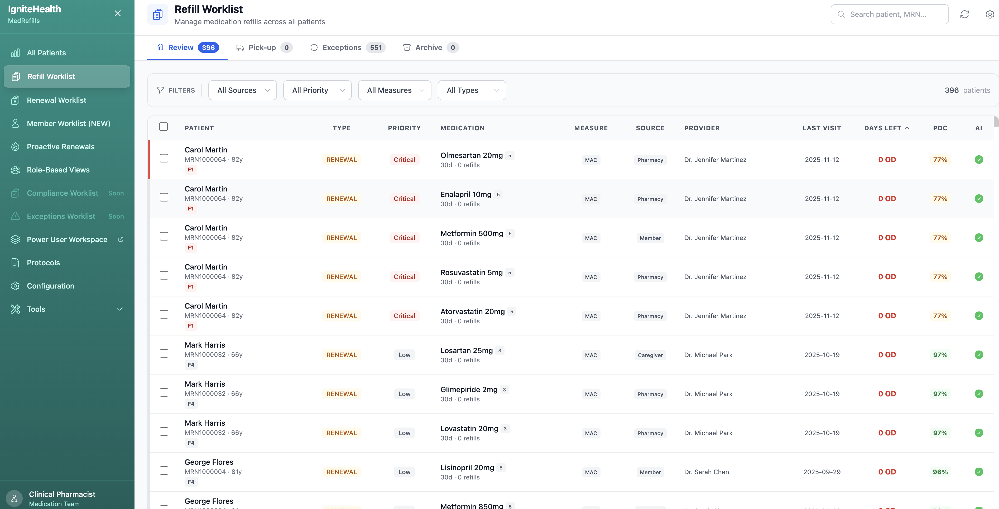 IgniteHealth
MedRefills
All Patients
Refill Worklist
Renewal Worklist
Member Worklist (NEW)
Proactive Renewals
Role-Based Views
Compliance Worklist Soon
Exceptions Worklist Soon
Power User Workspace
Protocols
Configuration
Tools
Clinical Pharmacist
Medication Team
Refill Worklist
Manage medication refills across all patients
Search patient, MRN...
Review 396 Pick-up 0 Exceptions 551 Archive 0
FILTERS All Sources All Priority All Measures All Types 396 patients
PATIENT TYPE PRIORITY MEDICATION MEASURE SOURCE PROVIDER LAST VISIT DAYS LEFT PDC AI
Carol Martin
MRN1000064 · 82y
F1
RENEWAL Critical
Olmesartan 20mg 5
30d · 0 refills
MAC Pharmacy Dr. Jennifer Martinez 2025-11-12 0 OD 77%
Carol Martin
MRN1000064 · 82y
F1
RENEWAL Critical
Enalapril 10mg 5
30d · 0 refills
MAC Pharmacy Dr. Jennifer Martinez 2025-11-12 0 OD 77%
Carol Martin
MRN1000064 · 82y
F1
RENEWAL Critical
Metformin 500mg 5
30d · 0 refills
MAC Member Dr. Jennifer Martinez 2025-11-12 0 OD 77%
Carol Martin
MRN1000064 · 82y
F1
RENEWAL Critical
Rosuvastatin 5mg 5
30d · 0 refills
MAC Pharmacy Dr. Jennifer Martinez 2025-11-12 0 OD 77%
Carol Martin
MRN1000064 · 82y
F1
RENEWAL Critical
Atorvastatin 20mg 5
30d · 0 refills
MAC Pharmacy Dr. Jennifer Martinez 2025-11-12 0 OD 77%
Mark Harris
MRN1000032 · 66y
F4
RENEWAL Low
Losartan 25mg 3
30d · 0 refills
MAC Caregiver Dr. Michael Park 2025-10-19 0 OD 97%
Mark Harris
MRN1000032 · 66y
F4
RENEWAL Low
Glimepiride 2mg 3
30d · 0 refills
MAC Pharmacy Dr. Michael Park 2025-10-19 0 OD 97%
Mark Harris
MRN1000032 · 66y
F4
RENEWAL Low
Lovastatin 20mg 3
30d · 0 refills
MAC Pharmacy Dr. Michael Park 2025-10-19 0 OD 97%
George Flores
MRN1000004 · 81y
F4
RENEWAL Low
Lisinopril 20mg 5
30d · 0 refills
MAC Member Dr. Sarah Chen 2025-09-29 0 OD 96%
George Flores
Metformin 850mg 5